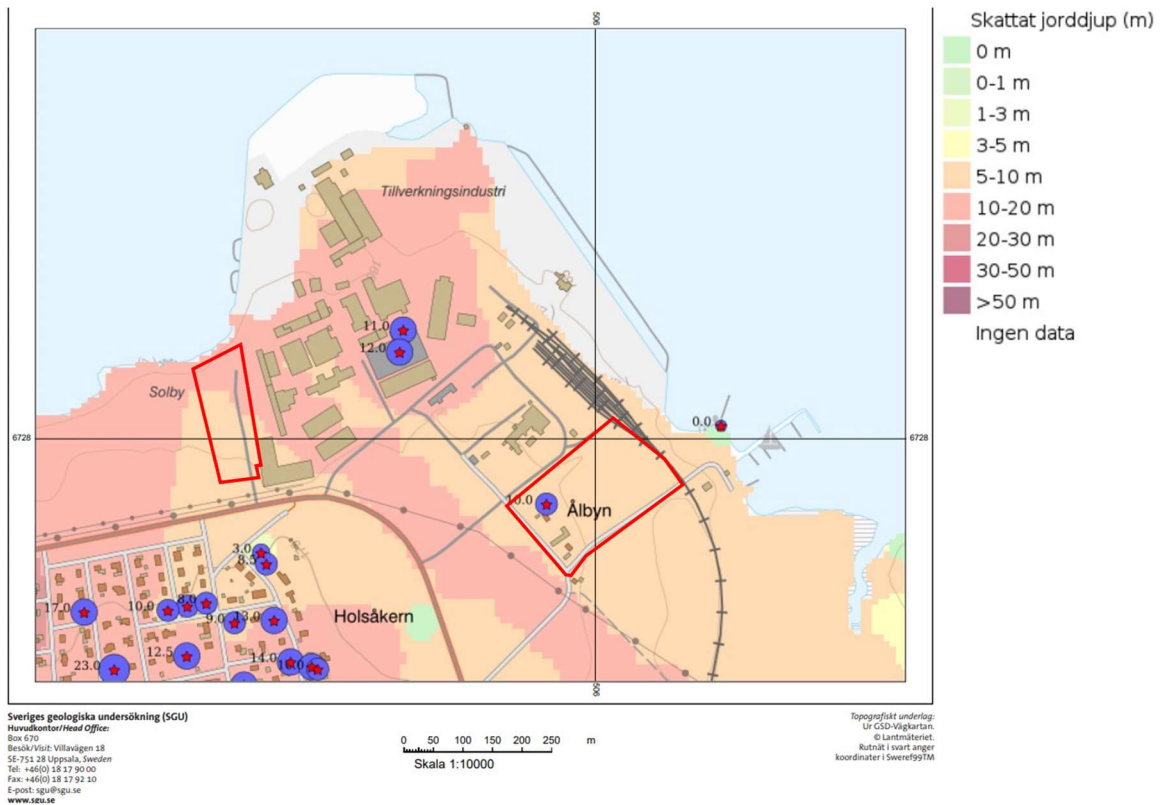 506
Skattat jorddjup (m)
0 m
0-1 m
1-3 m
3-5 m
5-10 m
10-20 m
20-30 m
30-50 m
>50 m
Ingen data
Tillverkningsindustri
11.0
12.0
Solby
0.0
6728
6728
10.0
Ålbyn
3.0
8.5
17.0
10.0
8.0
9.0
13.0
Holsåkern
12.5
14.0
23.0
506
Sveriges geologiska undersökning (SGU)
Huvudkontor/Head Office:
Box 670
Besök/Visit: Villavägen 18
SE-751 28 Uppsala, Sweden
Tel: +46(0) 18 17 90 00
Fax: +46(0) 18 17 92 10
E-post: sgu@sgu.se
www.sgu.se
0 50 100 150 200 250 m
Skala 1:10000
Topografiskt underlag:
Ur GSD-Vägkartan.
© Lantmäteriet.
Rutnät i svart anger
koordinater i Sweref99TM